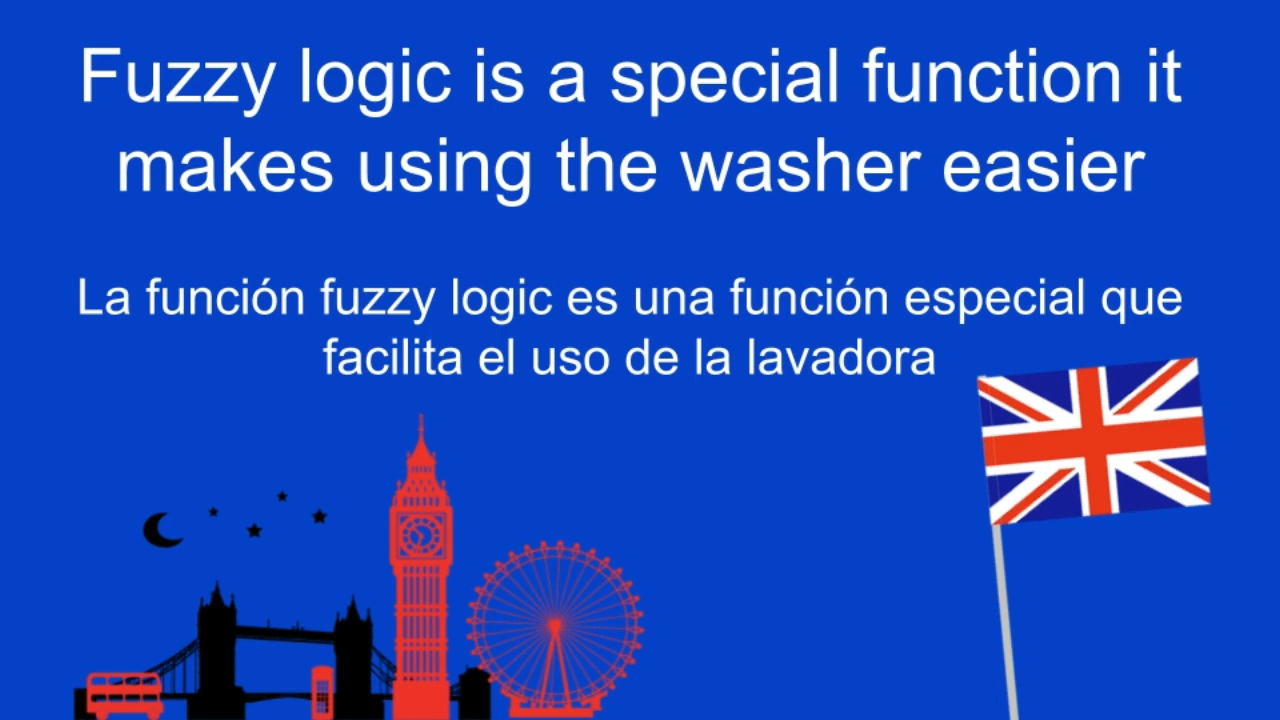 Fuzzy logic is a special function it
makes using the washer easier
La función fuzzy logic es una función especial que
facilita el uso de la lavadora